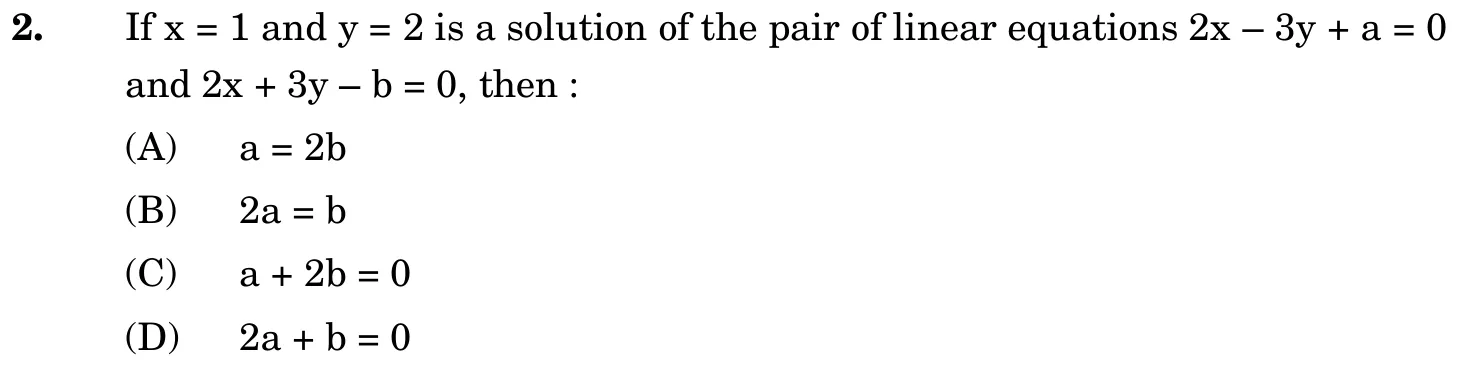 2. If x = 1 and y = 2 is a solution of the pair of linear equations 2x – 3y + a = 0
and 2x + 3y – b = 0, then :
(A) a = 2b
(B) 2a = b
(C) a + 2b = 0
(D) 2a + b = 0